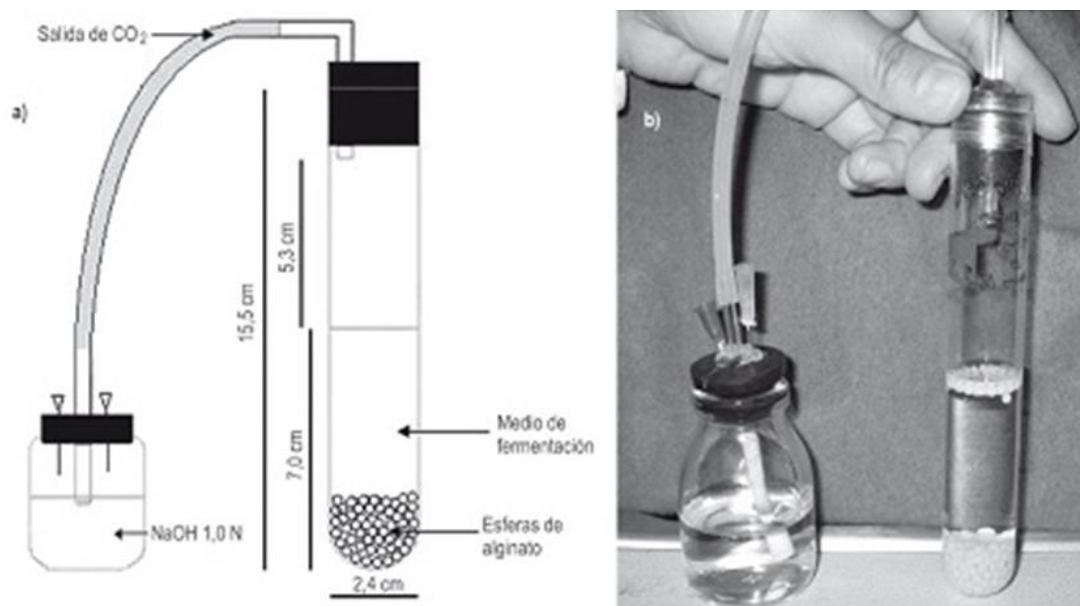 Salida de CO2
a)
b)
5,3 cm
15,5 cm
Medio de
fermentación
7,0 cm
Esferas de
alginato
NaOH 1,0 N
2,4 cm